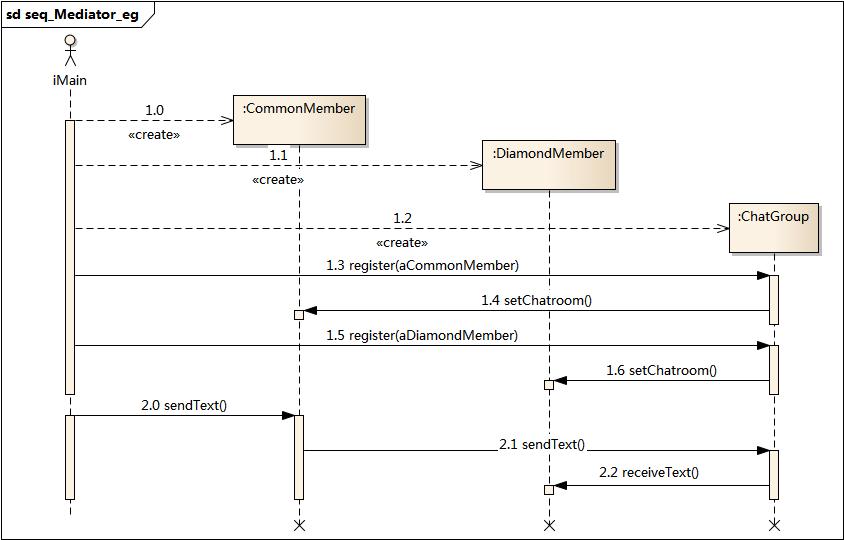 sd seq_Mediator_eg
iMain
:CommonMember
1.0
«create»
:DiamondMember
1.1
«create»
:ChatGroup
1.2
«create»
1.3 register(aCommonMember)
1.4 setChatroom()
1.5 register(aDiamondMember)
1.6 setChatroom()
2.0 sendText()
2.1 sendText()
2.2 receiveText()